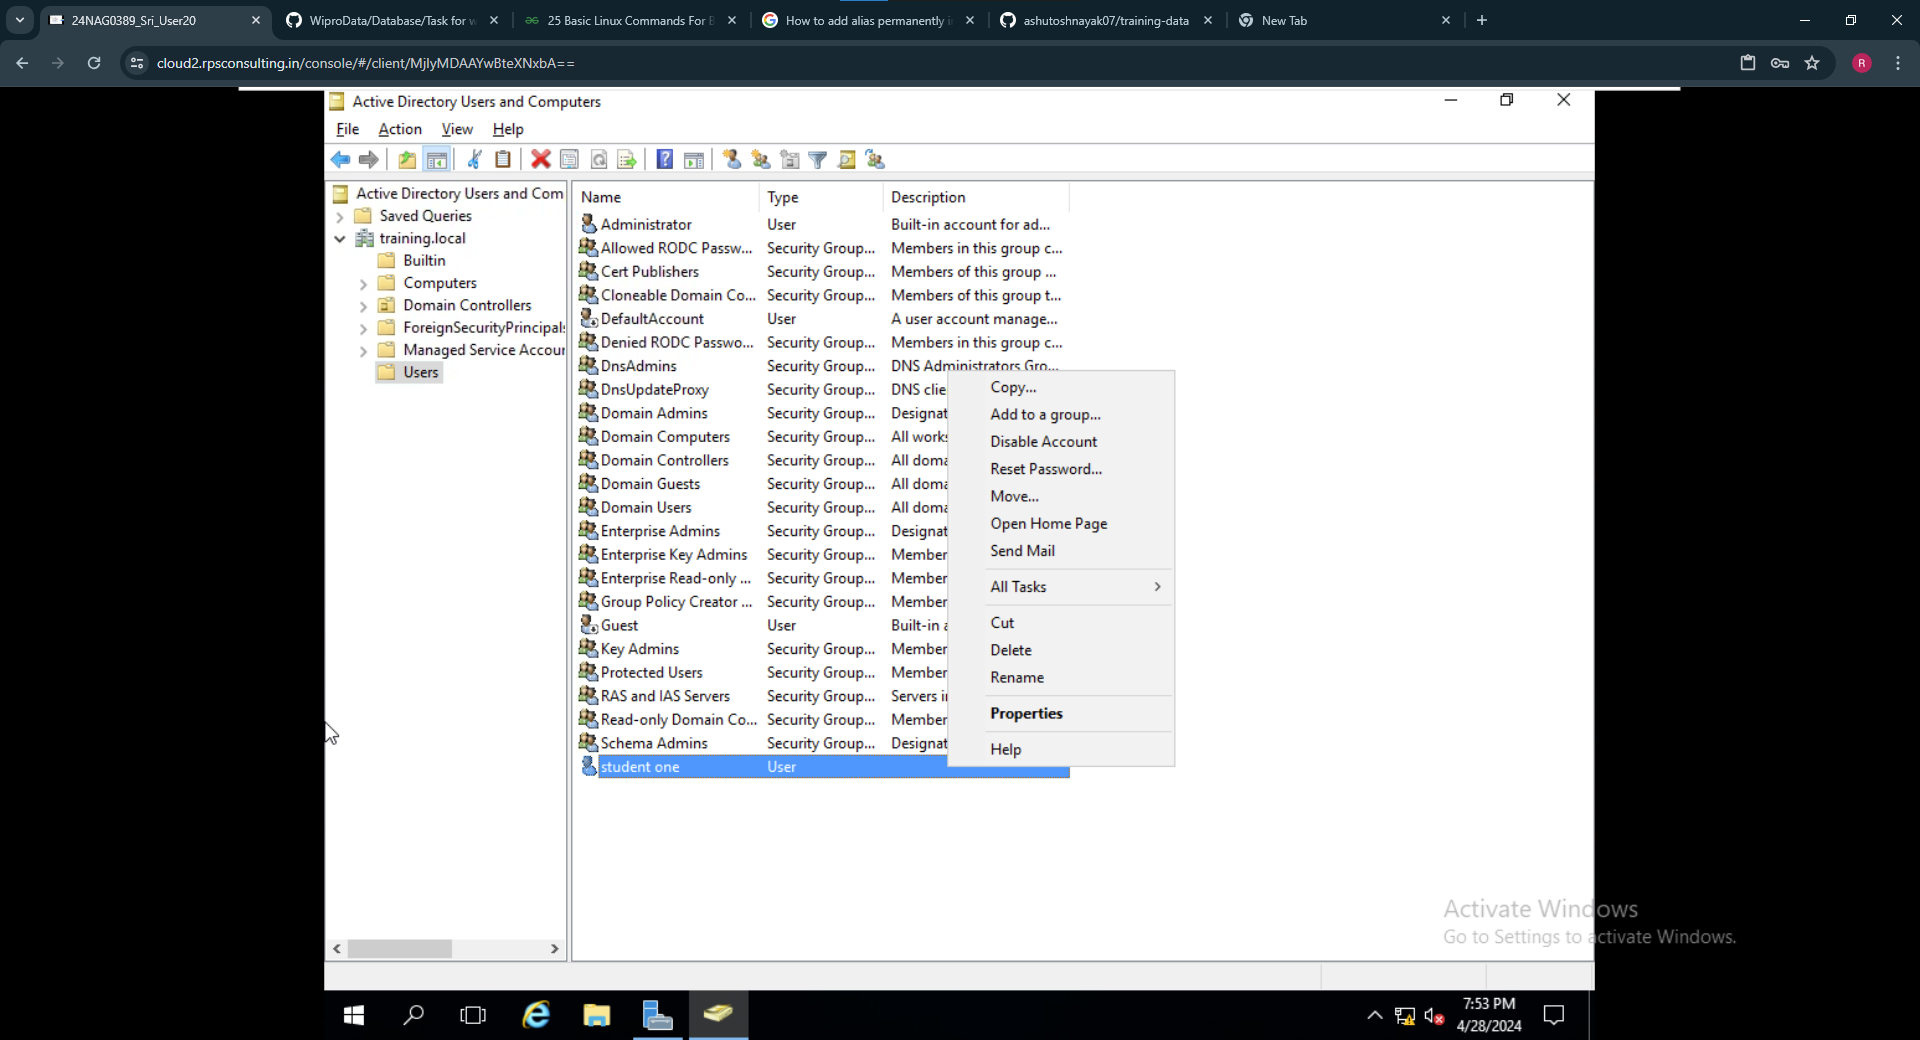 24NAG0389_Sri_User20
WiproData/Database/Task for w
25 Basic Linux Commands For B
How to add alias permanently i
ashutoshnayak07/training-data
New Tab
cloud2.rpsconsulting.in/console/#/client/MjIyMDAAYwBteXNxbA==
R
Active Directory Users and Computers
File Action View Help
Active Directory Users and Com
Saved Queries
training.local
Builtin
Computers
Domain Controllers
ForeignSecurityPrincipals
Managed Service Accoun
Users
Name Type Description
Administrator User Built-in account for ad...
Allowed RODC Passw... Security Group... Members in this group c...
Cert Publishers Security Group... Members of this group ...
Cloneable Domain Co... Security Group... Members of this group t...
DefaultAccount User A user account manage...
Denied RODC Passwo... Security Group... Members in this group c...
DnsAdmins Security Group... DNS Administrators Gro...
DnsUpdateProxy Security Group... DNS clie
Domain Admins Security Group... Designat
Domain Computers Security Group... All works
Domain Controllers Security Group... All doma
Domain Guests Security Group... All doma
Domain Users Security Group... All doma
Enterprise Admins Security Group... Designat
Enterprise Key Admins Security Group... Member
Enterprise Read-only ... Security Group... Member
Group Policy Creator ... Security Group... Member
Guest User Built-in a
Key Admins Security Group... Member
Protected Users Security Group... Member
RAS and IAS Servers Security Group... Servers i
Read-only Domain Co... Security Group... Member
Schema Admins Security Group... Designat
student one User
Copy...
Add to a group...
Disable Account
Reset Password...
Move...
Open Home Page
Send Mail
All Tasks
Cut
Delete
Rename
Properties
Help
Activate Windows
Go to Settings to activate Windows.
7:53 PM
4/28/2024